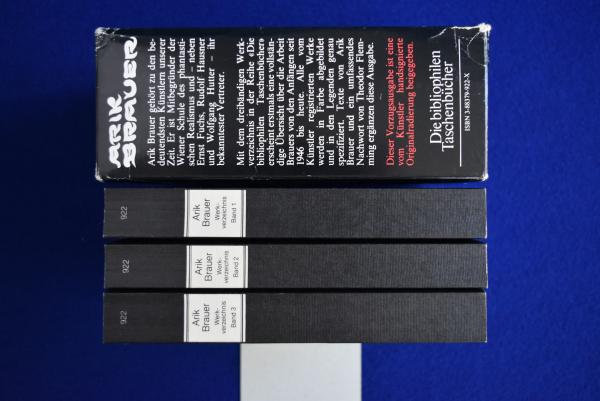 ARIK
BRAUER
Arik Brauer gehört zu den be-
deutendsten Künstlern unserer
Zeit. Er ist Mitbegründer der
Wiener Schule des phantasti-
schen Realismus – neben
Ernst Fuchs, Rudolf Hausner
und Wolfgang Hutter – ihr
bekanntester Vertreter.
Mit dem dreibändigen Werk-
verzeichnis in der Reihe «Die
bibliophilen Taschenbücher»
erscheint erstmals eine vollstän-
dige Übersicht über die Arbeit
Brauers von den Anfängen seit
1946 bis heute. Alle vom
Künstler registrierten Werke
werden in Farbe abgebildet
und in den Legenden genau
spezifiziert. Texte von Arik
Brauer und ein umfassendes
Nachwort von Theodor Flem-
ming ergänzen diese Ausgabe.
Dieser Vorzugsausgabe ist eine
vom Künstler handsignierte
Originalradierung beigegeben.
Die bibliophilen
Taschenbücher
ISBN 3-88379-922-X
922
Arik
Brauer
Werk-
verzeichnis
Band 1
922
Arik
Brauer
Werk-
verzeichnis
Band 2
922
Arik
Brauer
Werk-
verzeichnis
Band 3